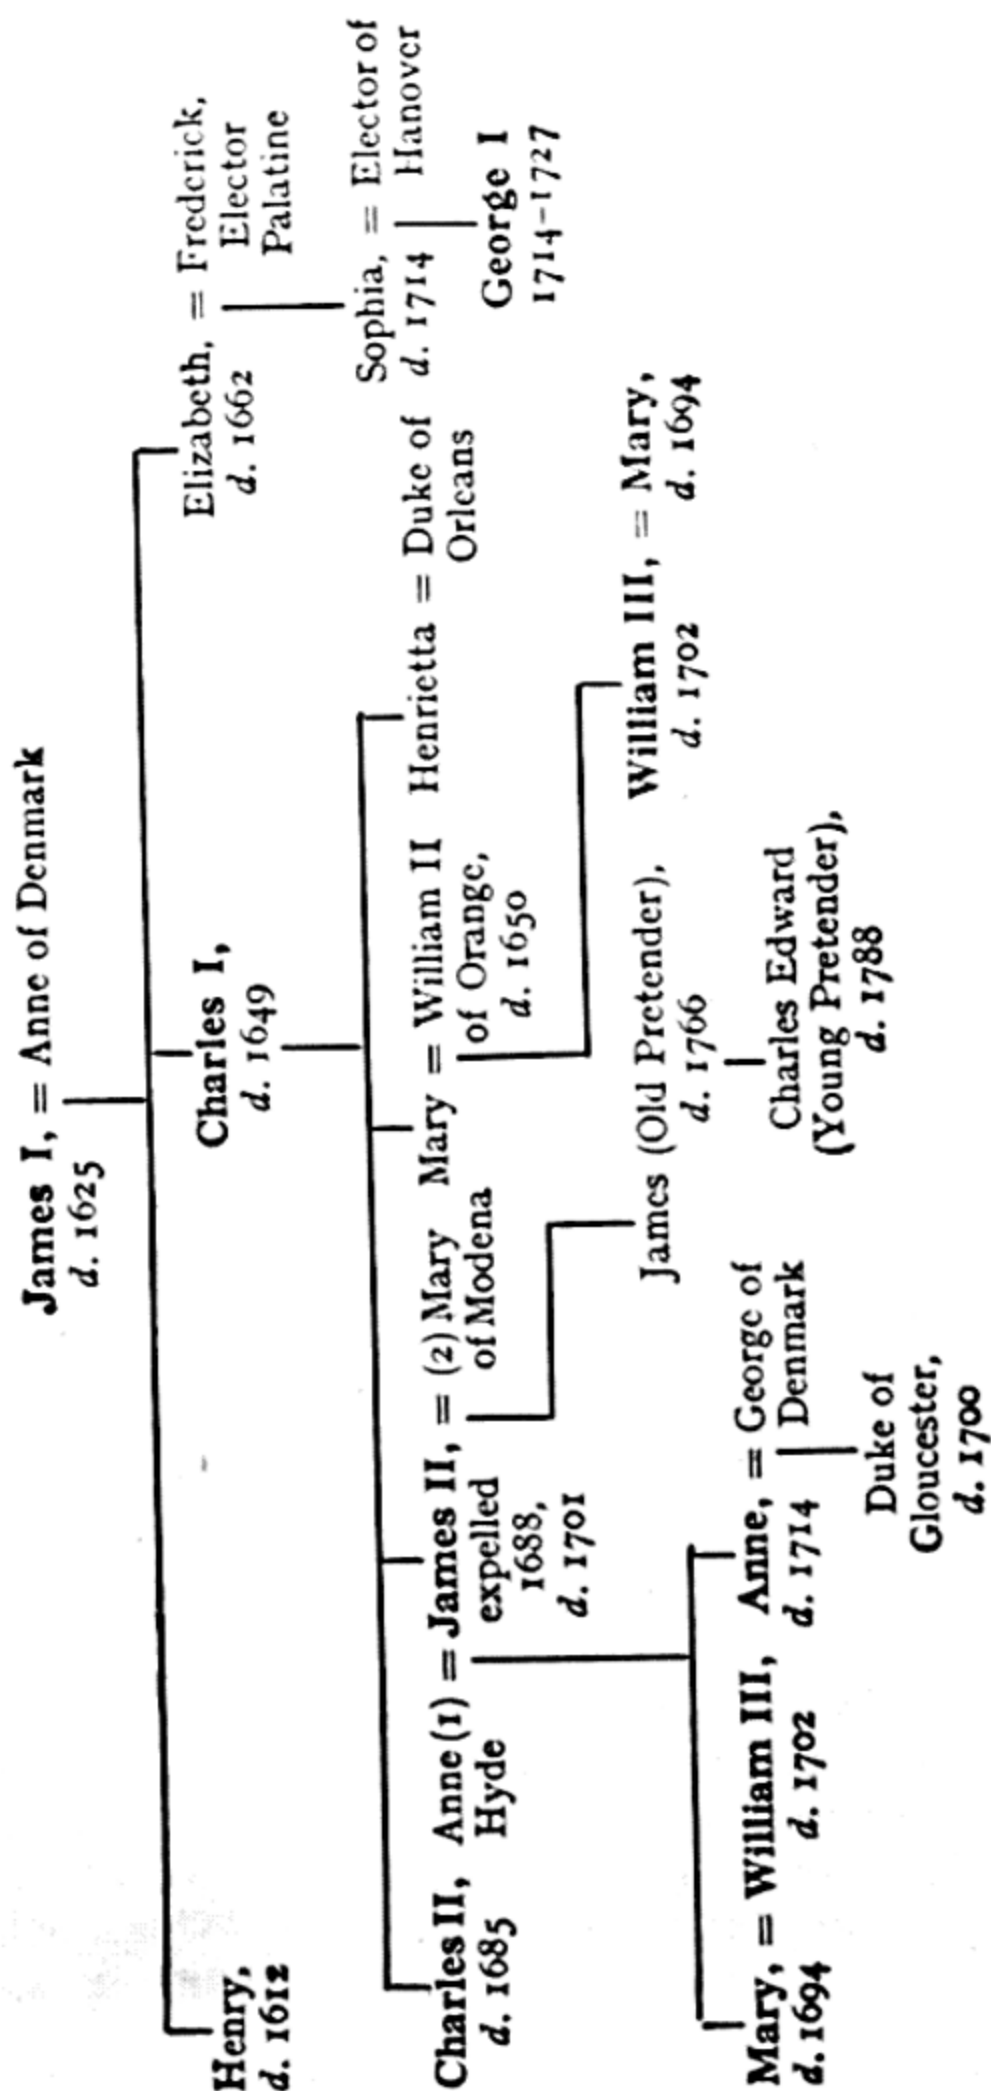 James I, = Anne of Denmark
d. 1625
Henry,
d. 1612
Charles I,
d. 1649
Elizabeth, = Frederick,
d. 1662
Elector
Palatine
Charles II,
d. 1685
Anne (1) = James II, = (2) Mary
Hyde
expelled
1688,
d. 1701
of Modena
Mary = William II
of Orange,
d. 1650
Henrietta = Duke of
Orleans
Sophia, = Elector of
d. 1714
Hanover
George I
1714-1727
Mary, = William III,
d. 1694
d. 1702
Anne, = George of
d. 1714
Denmark
Duke of
Gloucester,
d. 1700
James (Old Pretender),
d. 1766
Charles Edward
(Young Pretender),
d. 1788
William III, = Mary,
d. 1702
d. 1694